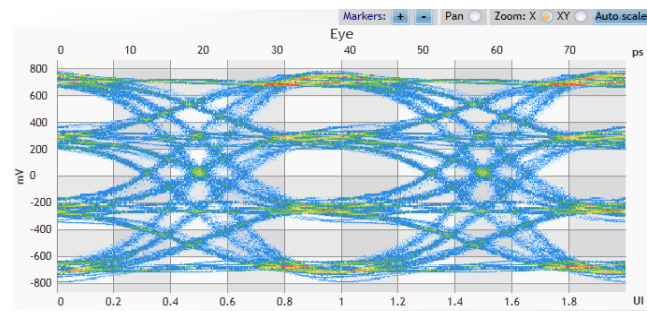 Markers: + - Pan Zoom: X XY Auto scale
Eye
0 10 20 30 40 50 60 70 ps
800
600
400
200
0
-200
-400
-600
-800
mV
0 0.2 0.4 0.6 0.8 1 1.2 1.4 1.6 1.8 UI